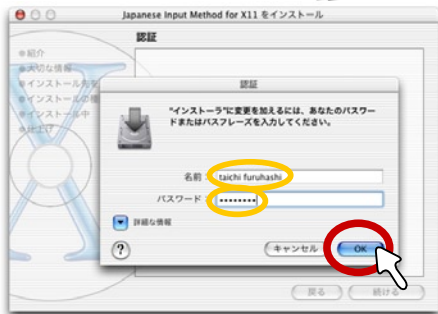 Japanese Input Method for X11 をインストール
認証
紹介
大切な情報
インストール先を
インストールの種
インストール中
認証
"インストーラ"に変更を加えるには、あなたのパスワー
ドまたはパスフレーズを入力してください。
名前： taichi furuhashi
パスワード： ••••••••
詳細な情報
? キャンセル OK
戻る 続ける